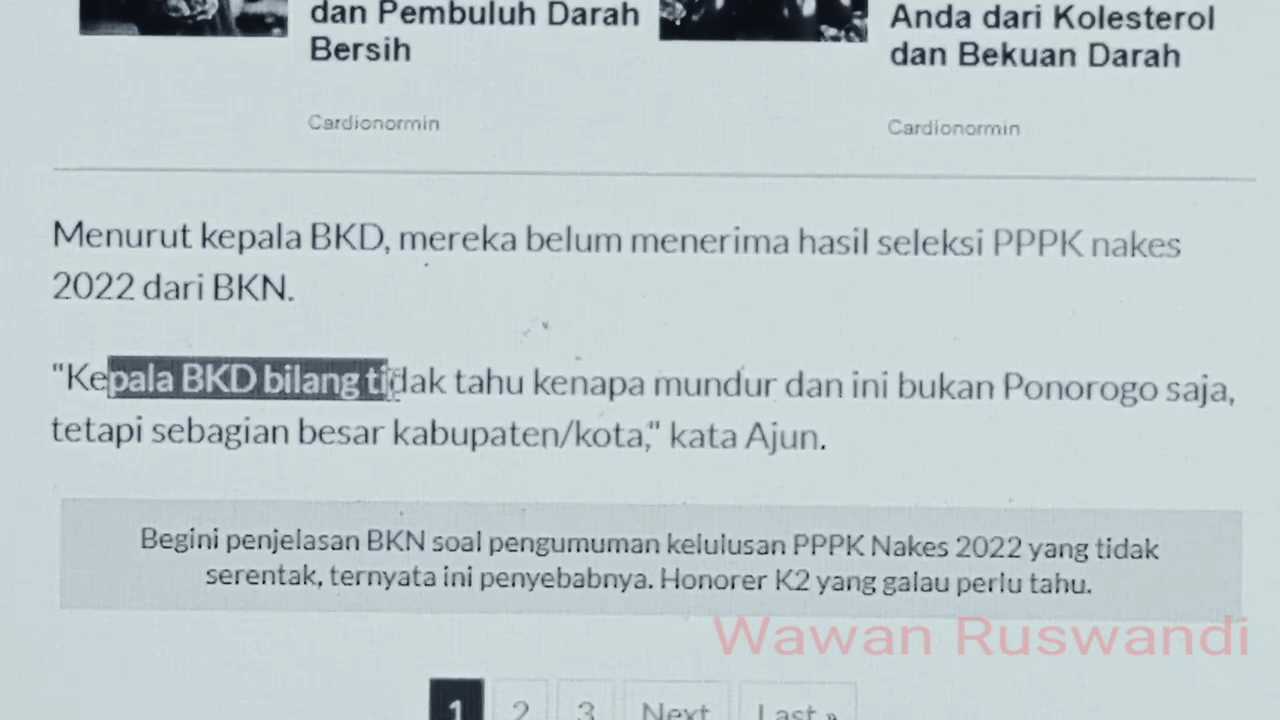 dan Pembuluh Darah
Bersih
Cardionormin
Anda dari Kolesterol
dan Bekuan Darah
Cardionormin
Menurut kepala BKD, mereka belum menerima hasil seleksi PPPK nakes
2022 dari BKN.
"Kepala BKD bilang tidak tahu kenapa mundur dan ini bukan Ponorogo saja,
tetapi sebagian besar kabupaten/kota," kata Ajun.
Begini penjelasan BKN soal pengumuman kelulusan PPPK Nakes 2022 yang tidak
serentak, ternyata ini penyebabnya. Honorer K2 yang galau perlu tahu.
Wawan Ruswandi
1 2 3 Next Last »